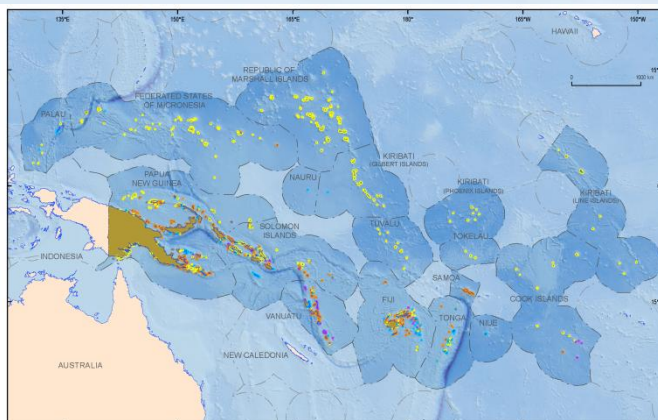 135°E
150°E
165°E
180°
165°W
150°W
HAWAII
15°
0
1000 km
REPUBLIC OF
MARSHALL ISLANDS
FEDERATED STATES
OF MICRONESIA
PALAU
KIRIBATI
(GILBERT ISLANDS)
NAURU
KIRIBATI
(PHOENIX ISLANDS)
KIRIBATI
(LINE ISLANDS)
PAPUA
NEW GUINEA
SOLOMON
ISLANDS
TUVALU
TOKELAU
INDONESIA
SAMOA
COOK ISLANDS
15°
VANUATU
FIJI
TONGA
NIUE
NEW CALEDONIA
AUSTRALIA